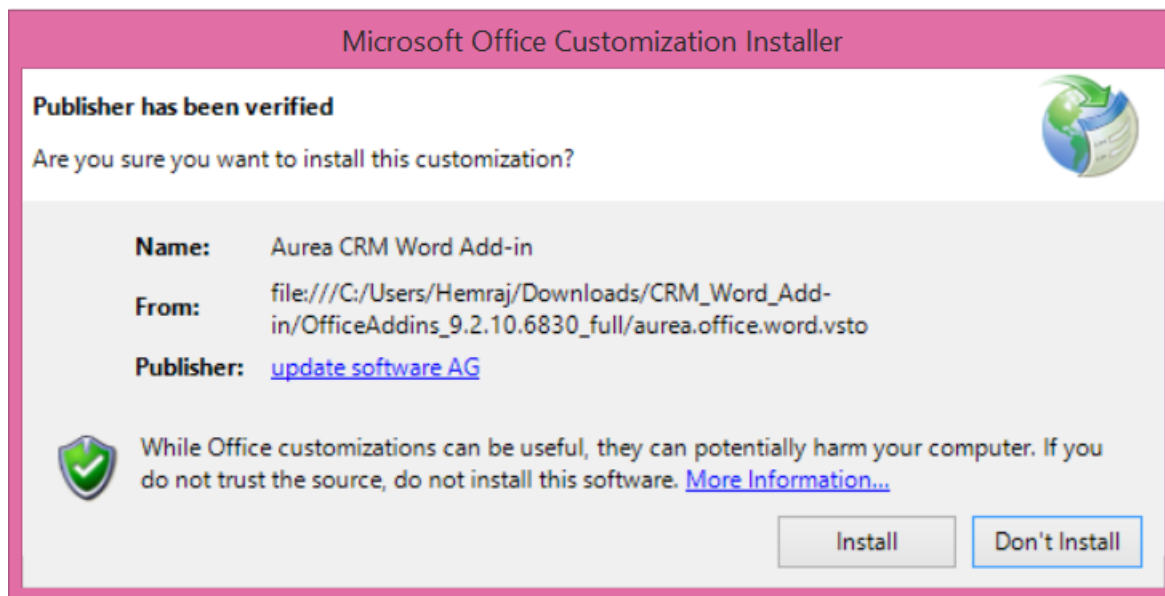 Microsoft Office Customization Installer
Publisher has been verified
Are you sure you want to install this customization?
Name: Aurea CRM Word Add-in
From: file:///C:/Users/Hemraj/Downloads/CRM_Word_Add-
in/OfficeAddins_9.2.10.6830_full/aurea.office.word.vsto
Publisher: update software AG
While Office customizations can be useful, they can potentially harm your computer. If you
do not trust the source, do not install this software. More Information...
Install Don't Install